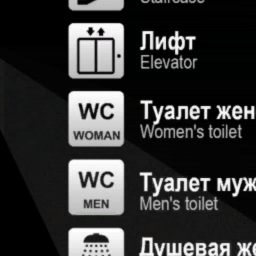 Staircase
Лифт
Elevator
WC
WOMAN
Туалет жен
Women's toilet
WC
MEN
Туалет муж
Men's toilet
Душевая же